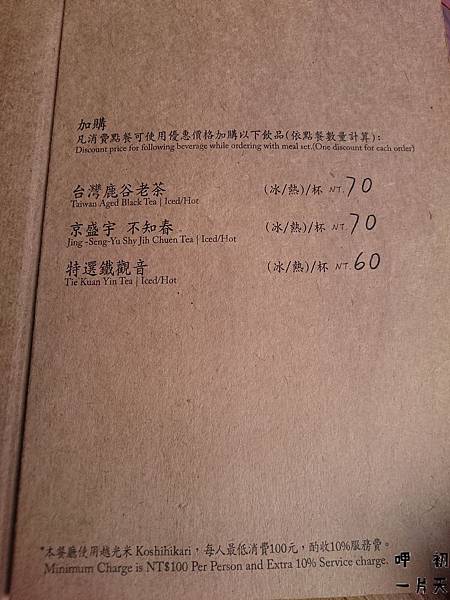 加購
凡消費點餐可使用優惠價格加購以下飲品(依點餐數量計算):
Discount price for following beverage while ordering with meal set.(One discount for each order)
台灣鹿谷老茶 (冰/熱)/杯 NT.70
Taiwan Aged Black Tea | Iced/Hot
京盛宇 不知春 (冰/熱)/杯 NT.70
Jing -Seng-Yu Shy Jih Chuen Tea | Iced/Hot
特選鐵觀音 (冰/熱)/杯 NT.60
Tie Kuan Yin Tea | Iced/Hot
*本餐廳使用越光米 Koshihikari，每人最低消費100元，酌收10%服務費。
Minimum Charge is NT$100 Per Person and Extra 10% Service charge.
呷 初
一片天